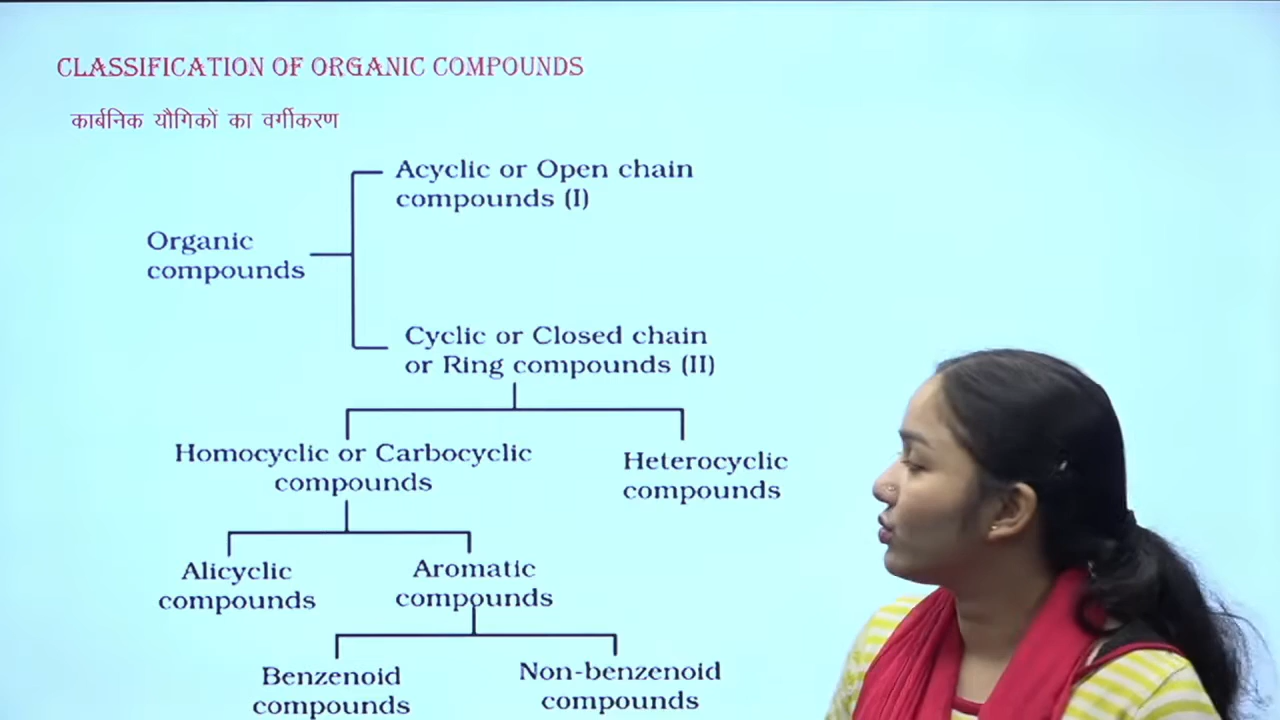 CLASSIFICATION OF ORGANIC COMPOUNDS
कार्बनिक यौगिकों का वर्गीकरण
Acyclic or Open chain
compounds (I)
Organic
compounds
Cyclic or Closed chain
or Ring compounds (II)
Homocyclic or Carbocyclic
compounds
Heterocyclic
compounds
Alicyclic
compounds
Aromatic
compounds
Benzenoid
compounds
Non-benzenoid
compounds